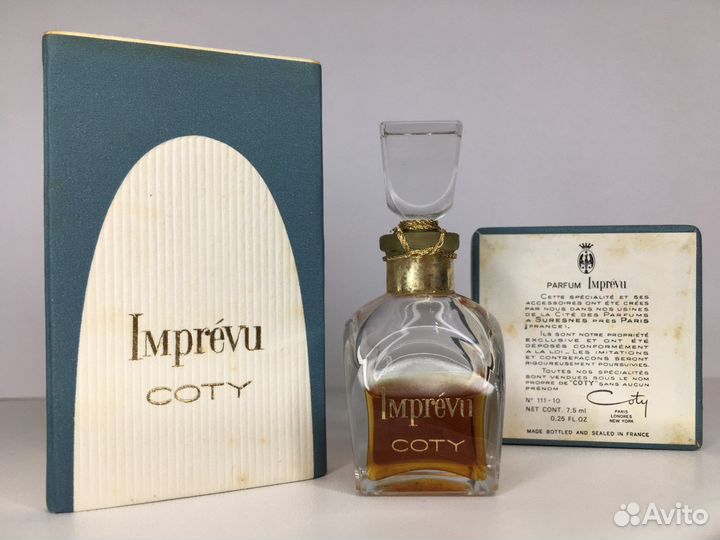 Imprévu
COTY
Imprévu
COTY
PARFUM Imprévu
CETTE SPÉCIALITÉ ET SES
ACCESSOIRES ONT ÉTÉ CRÉES
PAR NOUS DANS NOS USINES
DE LA CITÉ DES PARFUMS
A SURESNES PRÈS PARIS
(FRANCE).
ILS SONT NOTRE PROPRIÉTÉ
EXCLUSIVE ET ONT ÉTÉ
DÉPOSÉS CONFORMÉMENT
A LA LOI._ LES IMITATIONS
ET CONTREFAÇONS SERONT
RIGOUREUSEMENT POURSUIVIES.
TOUTES NOS SPÉCIALITÉS
SONT VENDUES SOUS LE NOM
PROPRE DE "COTY" SANS AUCUN
PRÉNOM
N° 111-10
NET CONT. 7,5 ml
0.25 FL.OZ
Coty
PARIS
LONDRES
NEW YORK
MADE BOTTLED AND SEALED IN FRANCE
Avito